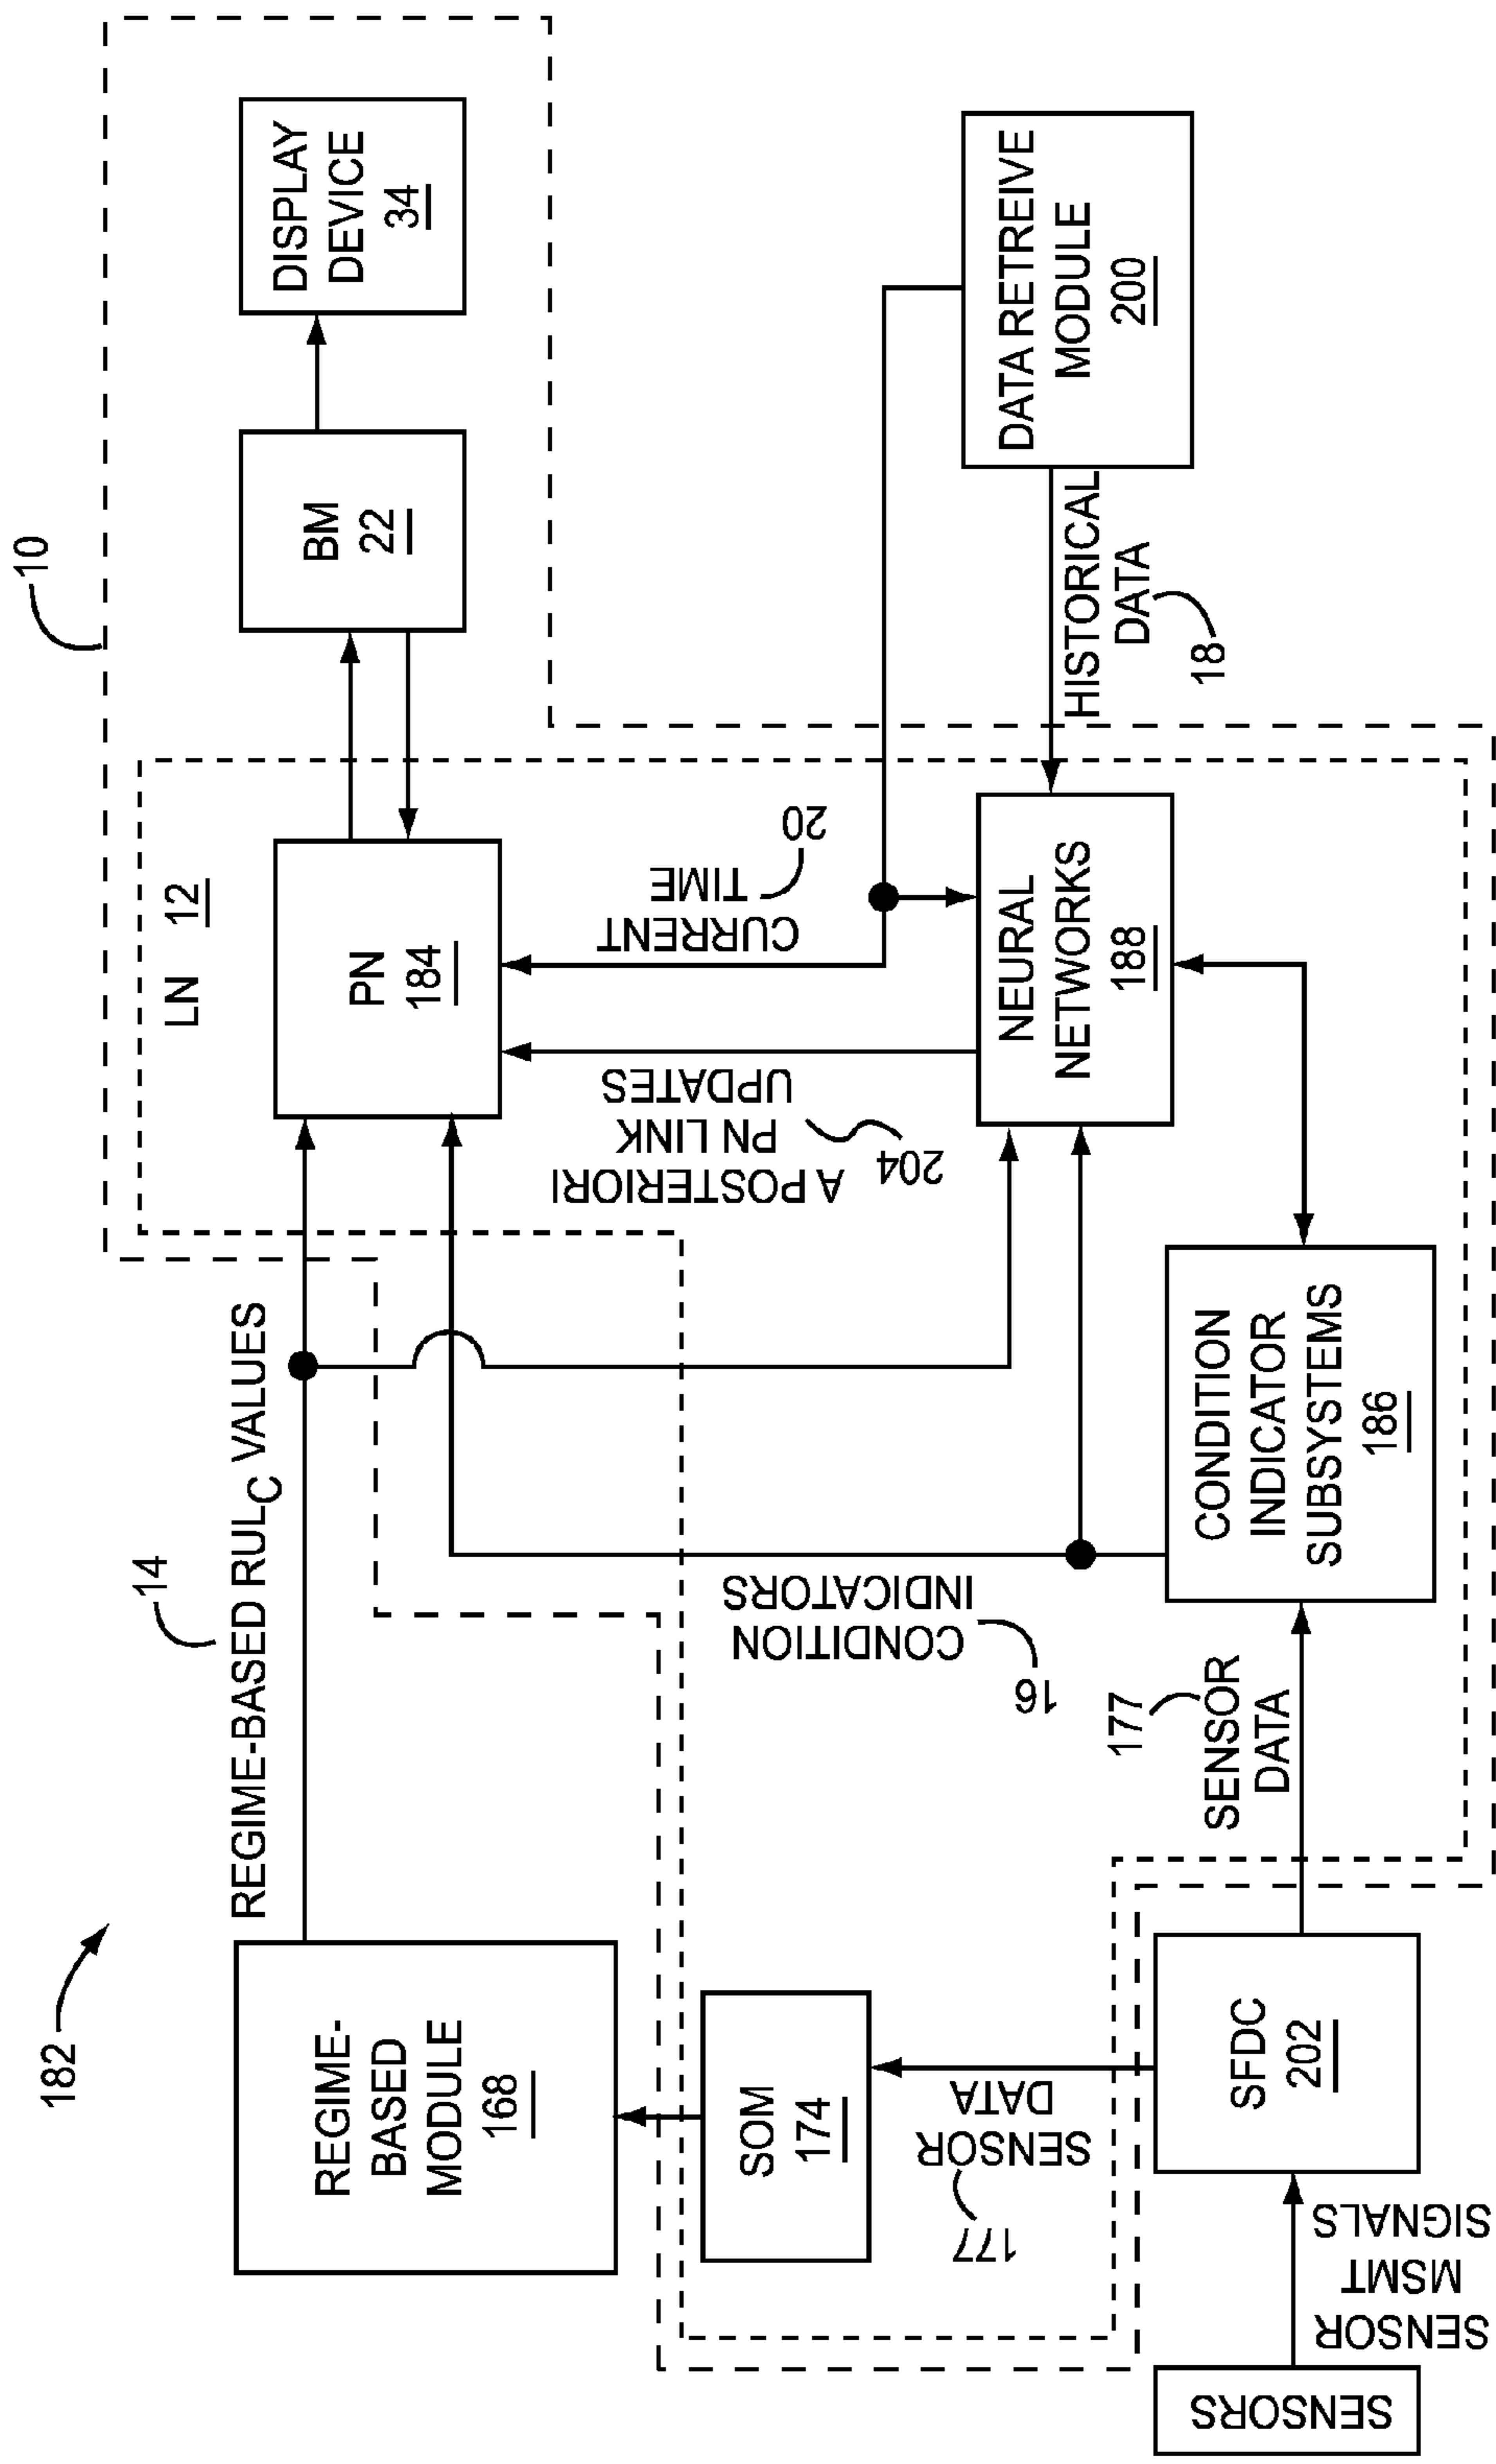 182
10
REGIME-
BASED
MODULE
168
14
REGIME-BASED RULC VALUES
LN 12
PN
184
BM
22
DISPLAY
DEVICE
34
SOM
174
SENSOR
DATA
177
CONDITION
INDICATORS
16
A POSTERIORI
PN LINK
UPDATES
204
CURRENT
TIME
20
NEURAL
NETWORKS
188
HISTORICAL
DATA
18
DATA RETREIVE
MODULE
200
SENSORS
SENSOR
MSMT
SIGNALS
SFDC
202
177
SENSOR
DATA
CONDITION
INDICATOR
SUBSYSTEMS
186